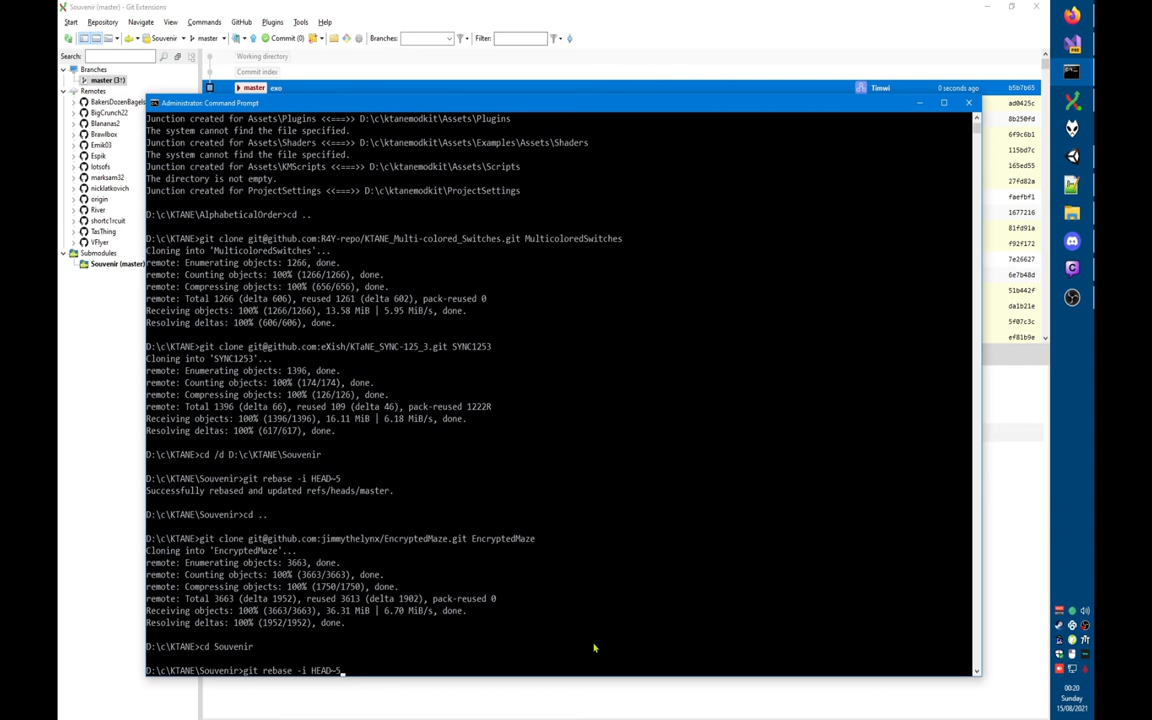 Souvenir (master) - Git Extensions
Start Repository Navigate View Commands GitHub Plugins Tools Help
Souvenir master Commit (0) Branches: Filter:
Search:
Working directory
Branches
Commit index
master (3↑)
master exo Timwi 0 seconds ago b5b7b65
Remotes
BakersDozenBagels
BigCrunch22
Blananas2
Brawlbox
Emik03
Espik
lotsofs
marksam32
nicklatkovich
origin
River
shortc1rcuit
TasThing
VFlyer
Submodules
Souvenir (master)
Administrator: Command Prompt
Junction created for Assets\Plugins <<===>> D:\c\ktanemodkit\Assets\Plugins
The system cannot find the file specified.
Junction created for Assets\Shaders <<===>> D:\c\ktanemodkit\Assets\Examples\Assets\Shaders
The system cannot find the file specified.
Junction created for Assets\KMScripts <<===>> D:\c\ktanemodkit\Assets\Scripts
The directory is not empty.
Junction created for ProjectSettings <<===>> D:\c\ktanemodkit\ProjectSettings
D:\c\KTANE\AlphabeticalOrder>cd ..
D:\c\KTANE>git clone git@github.com:R4Y-repo/KTANE_Multi-colored_Switches.git MulticoloredSwitches
Cloning into 'MulticoloredSwitches'...
remote: Enumerating objects: 1266, done.
remote: Counting objects: 100% (1266/1266), done.
remote: Compressing objects: 100% (656/656), done.
remote: Total 1266 (delta 606), reused 1261 (delta 602), pack-reused 0
Receiving objects: 100% (1266/1266), 13.58 MiB | 5.95 MiB/s, done.
Resolving deltas: 100% (606/606), done.
D:\c\KTANE>git clone git@github.com:eXish/KTaNE_SYNC-125_3.git SYNC1253
Cloning into 'SYNC1253'...
remote: Enumerating objects: 1396, done.
remote: Counting objects: 100% (174/174), done.
remote: Compressing objects: 100% (126/126), done.
remote: Total 1396 (delta 66), reused 109 (delta 46), pack-reused 1222R
Receiving objects: 100% (1396/1396), 16.11 MiB | 6.18 MiB/s, done.
Resolving deltas: 100% (617/617), done.
D:\c\KTANE>cd /d D:\c\KTANE\Souvenir
D:\c\KTANE\Souvenir>git rebase -i HEAD~5
Successfully rebased and updated refs/heads/master.
D:\c\KTANE\Souvenir>cd ..
D:\c\KTANE>git clone git@github.com:jimmythelynx/EncryptedMaze.git EncryptedMaze
Cloning into 'EncryptedMaze'...
remote: Enumerating objects: 3663, done.
remote: Counting objects: 100% (3663/3663), done.
remote: Compressing objects: 100% (1750/1750), done.
remote: Total 3663 (delta 1952), reused 3613 (delta 1902), pack-reused 0
Receiving objects: 100% (3663/3663), 36.31 MiB | 6.70 MiB/s, done.
Resolving deltas: 100% (1952/1952), done.
D:\c\KTANE>cd Souvenir
D:\c\KTANE\Souvenir>git rebase -i HEAD~5
ad0425c
8b250fd
6f9c6b1
115bd7c
165ed55
27fd82a
faefbf1
1677216
81fd91a
f92f172
7e26627
6e7b48d
51b442f
da1b21e
5f07c3c
ef81b9e
00:20
Sunday
15/08/2021